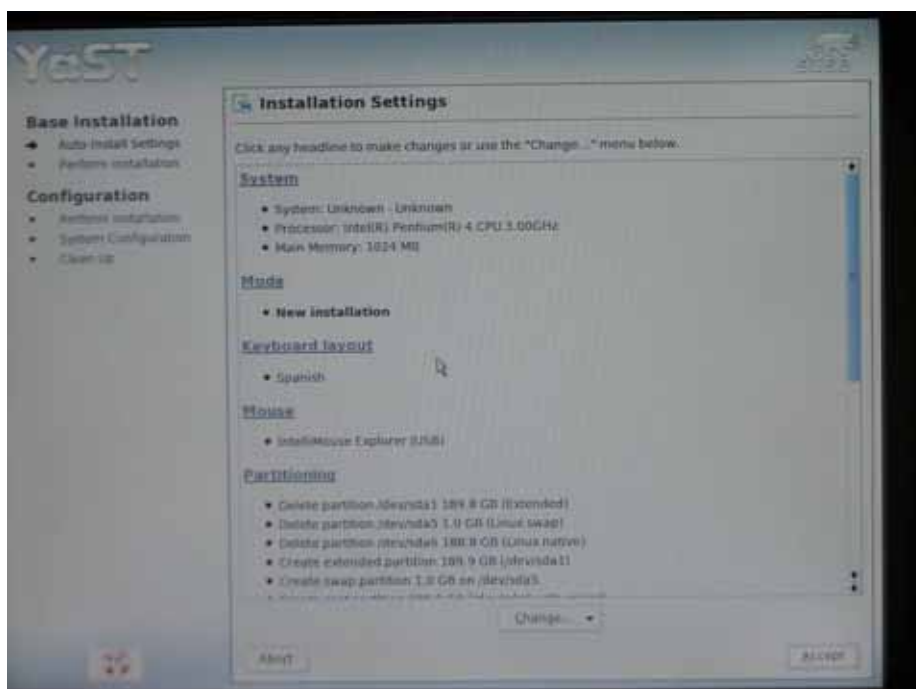 YaST
SUSE
Base Installation
Auto-Install Settings
Perform Installation
Configuration
Perform Installation
System Configuration
Clean Up
Installation Settings
Click any headline to make changes or use the "Change..." menu below.
System
System: Unknown - Unknown
Processor: Intel(R) Pentium(R) 4 CPU 3.00GHz
Main Memory: 1024 MB
Mode
New installation
Keyboard layout
Spanish
Mouse
IntelliMouse Explorer (USB)
Partitioning
Delete partition /dev/sda1 189.8 GB (Extended)
Delete partition /dev/sda5 1.0 GB (Linux swap)
Delete partition /dev/sda6 188.8 GB (Linux native)
Create extended partition 189.9 GB (/dev/sda1)
Create swap partition 1.0 GB on /dev/sda5
Change...
Abort
Accept